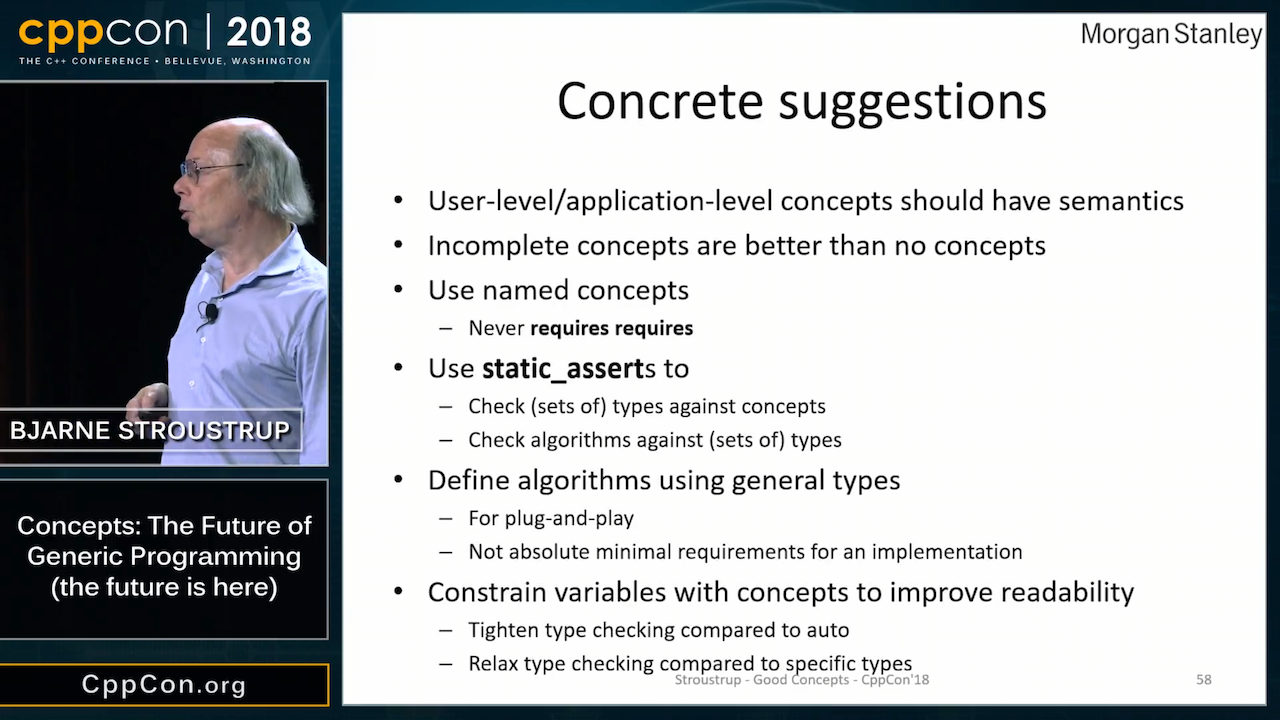 cppcon | 2018
THE C++ CONFERENCE • BELLEVUE, WASHINGTON
BJARNE STROUSTRUP
Concepts: The Future of
Generic Programming
(the future is here)
CppCon.org
Morgan Stanley
Concrete suggestions
• User-level/application-level concepts should have semantics
• Incomplete concepts are better than no concepts
• Use named concepts
– Never requires requires
• Use static_asserts to
– Check (sets of) types against concepts
– Check algorithms against (sets of) types
• Define algorithms using general types
– For plug-and-play
– Not absolute minimal requirements for an implementation
• Constrain variables with concepts to improve readability
– Tighten type checking compared to auto
– Relax type checking compared to specific types
Stroustrup - Good Concepts - CppCon'18
58